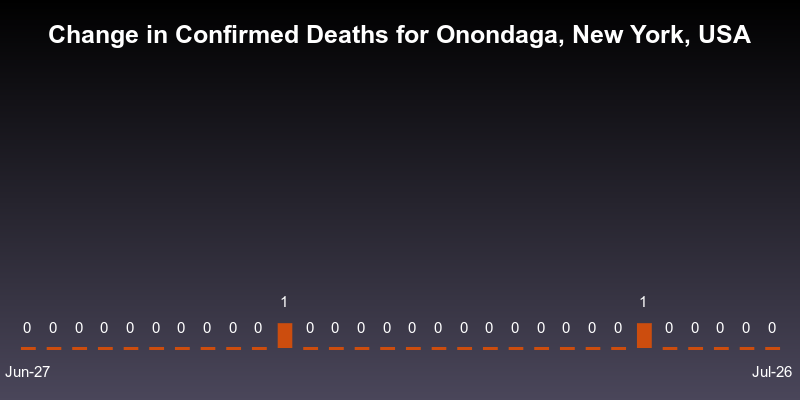 Change in Confirmed Deaths for Onondaga, New York, USA
1 1
0 0 0 0 0 0 0 0 0 0 0 0 0 0 0 0 0 0 0 0 0 0 0 0 0 0 0 0
Jun-27 Jul-26